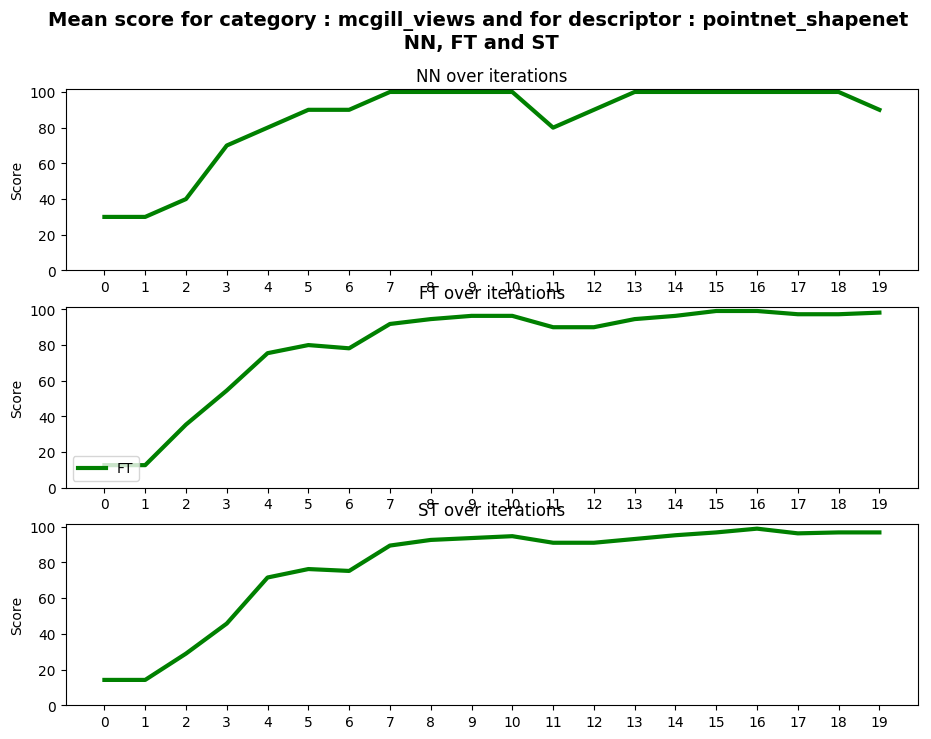 Mean score for category : mcgill_views and for descriptor : pointnet_shapenet
NN, FT and ST
NN over iterations
100
80
60
40
20
0
Score
0 1 2 3 4 5 6 7 8 9 10 11 12 13 14 15 16 17 18 19
FT over iterations
100
80
60
40
20
0
Score
FT
0 1 2 3 4 5 6 7 8 9 10 11 12 13 14 15 16 17 18 19
ST over iterations
100
80
60
40
20
0
Score
0 1 2 3 4 5 6 7 8 9 10 11 12 13 14 15 16 17 18 19